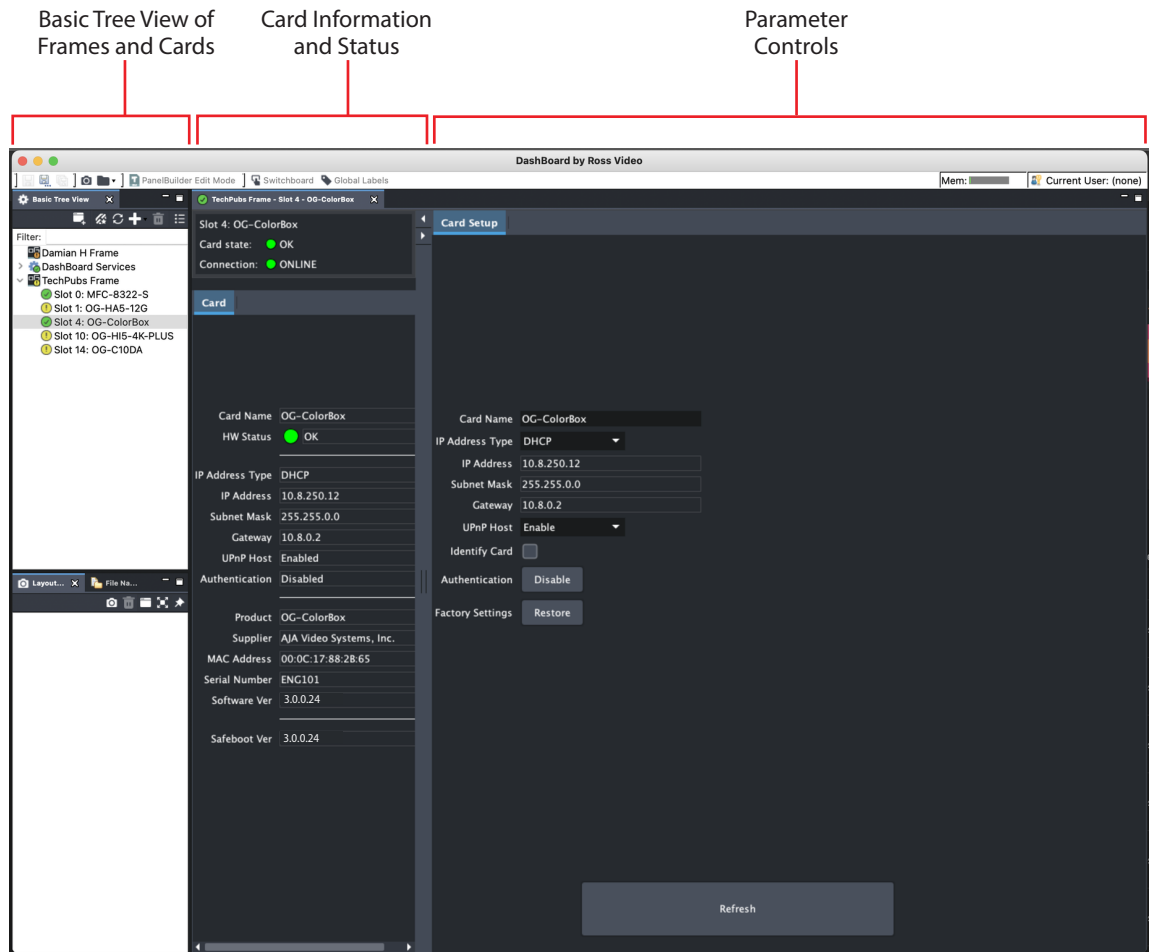 Basic Tree View of
Frames and Cards
Card Information
and Status
Parameter
Controls
DashBoard by Ross Video
PanelBuilder Edit Mode
Switchboard
Global Labels
Mem:
Current User: (none)
Basic Tree View
TechPubs Frame - Slot 4 - OG-ColorBox
Filter:
Damian H Frame
DashBoard Services
TechPubs Frame
Slot 0: MFC-8322-S
Slot 1: OG-HA5-12G
Slot 4: OG-ColorBox
Slot 10: OG-HI5-4K-PLUS
Slot 14: OG-C10DA
Layout...
File Na...
Slot 4: OG-ColorBox
Card state: OK
Connection: ONLINE
Card
Card Name OG-ColorBox
HW Status OK
IP Address Type DHCP
IP Address 10.8.250.12
Subnet Mask 255.255.0.0
Gateway 10.8.0.2
UPnP Host Enabled
Authentication Disabled
Product OG-ColorBox
Supplier AJA Video Systems, Inc.
MAC Address 00:0C:17:88:2B:65
Serial Number ENG101
Software Ver 3.0.0.24
Safeboot Ver 3.0.0.24
Card Setup
Card Name OG-ColorBox
IP Address Type DHCP
IP Address 10.8.250.12
Subnet Mask 255.255.0.0
Gateway 10.8.0.2
UPnP Host Enable
Identify Card
Authentication Disable
Factory Settings Restore
Refresh